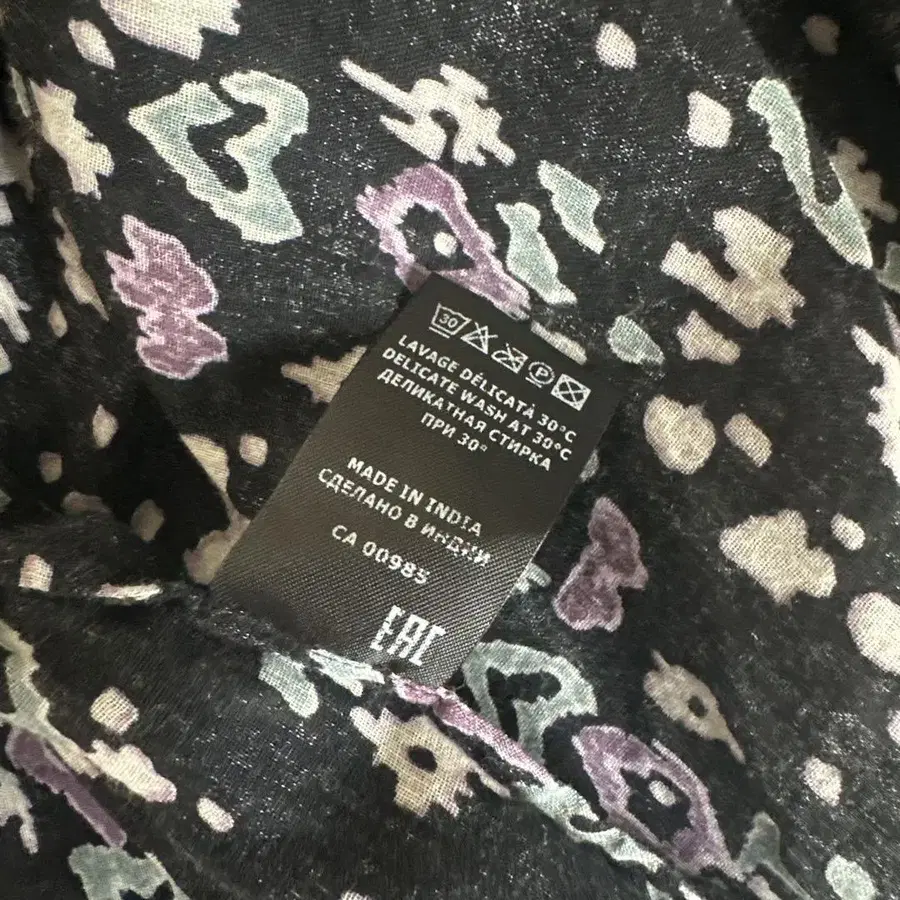 30 P
LAVAGE DÉLICATÀ 30°C
DELICATE WASH AT 30°C
ДЕЛИКАТНАЯ СТИРКА
ПРИ 30°
MADE IN INDIA
СДЕЛАНО В ИНДИИ
CA 00985
EAC